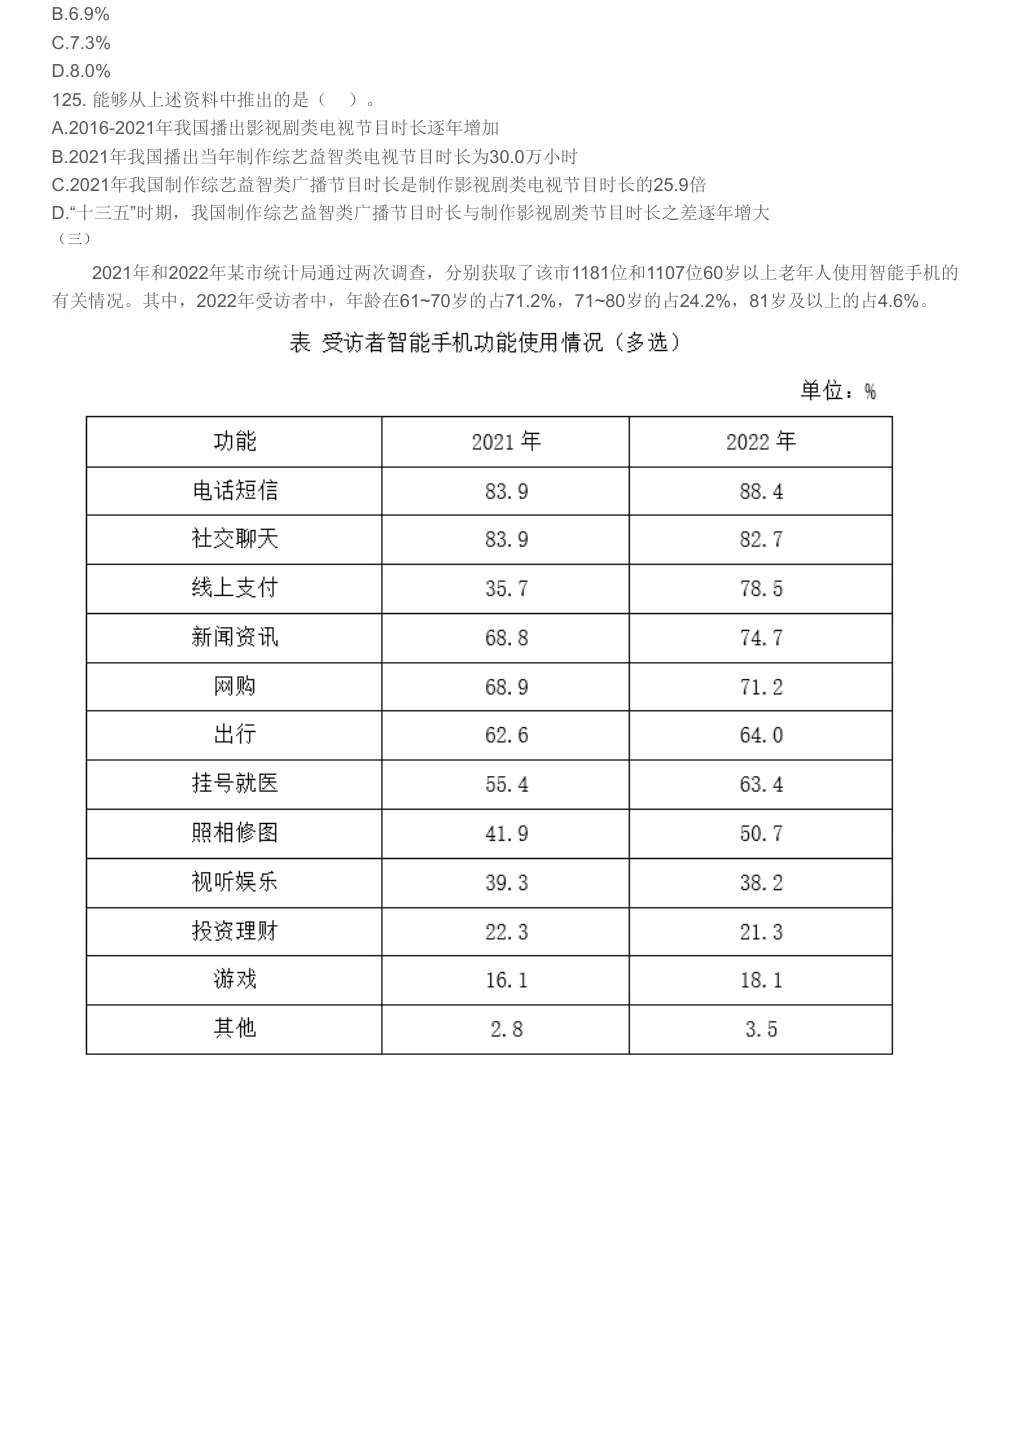 B.6.9%
C.7.3%
D.8.0%
125. 能够从上述资料中推出的是（　）。
A.2016-2021年我国播出影视剧类电视节目时长逐年增加
B.2021年我国播出当年制作综艺益智类电视节目时长为30.0万小时
C.2021年我国制作综艺益智类广播节目时长是制作影视剧类电视节目时长的25.9倍
D.“十三五”时期，我国制作综艺益智类广播节目时长与制作影视剧类节目时长之差逐年增大
（三）
2021年和2022年某市统计局通过两次调查，分别获取了该市1181位和1107位60岁以上老年人使用智能手机的
有关情况。其中，2022年受访者中，年龄在61~70岁的占71.2%，71~80岁的占24.2%，81岁及以上的占4.6%。
表 受访者智能手机功能使用情况（多选）
单位：%
功能 2021 年 2022 年
电话短信 83.9 88.4
社交聊天 83.9 82.7
线上支付 35.7 78.5
新闻资讯 68.8 74.7
网购 68.9 71.2
出行 62.6 64.0
挂号就医 55.4 63.4
照相修图 41.9 50.7
视听娱乐 39.3 38.2
投资理财 22.3 21.3
游戏 16.1 18.1
其他 2.8 3.5